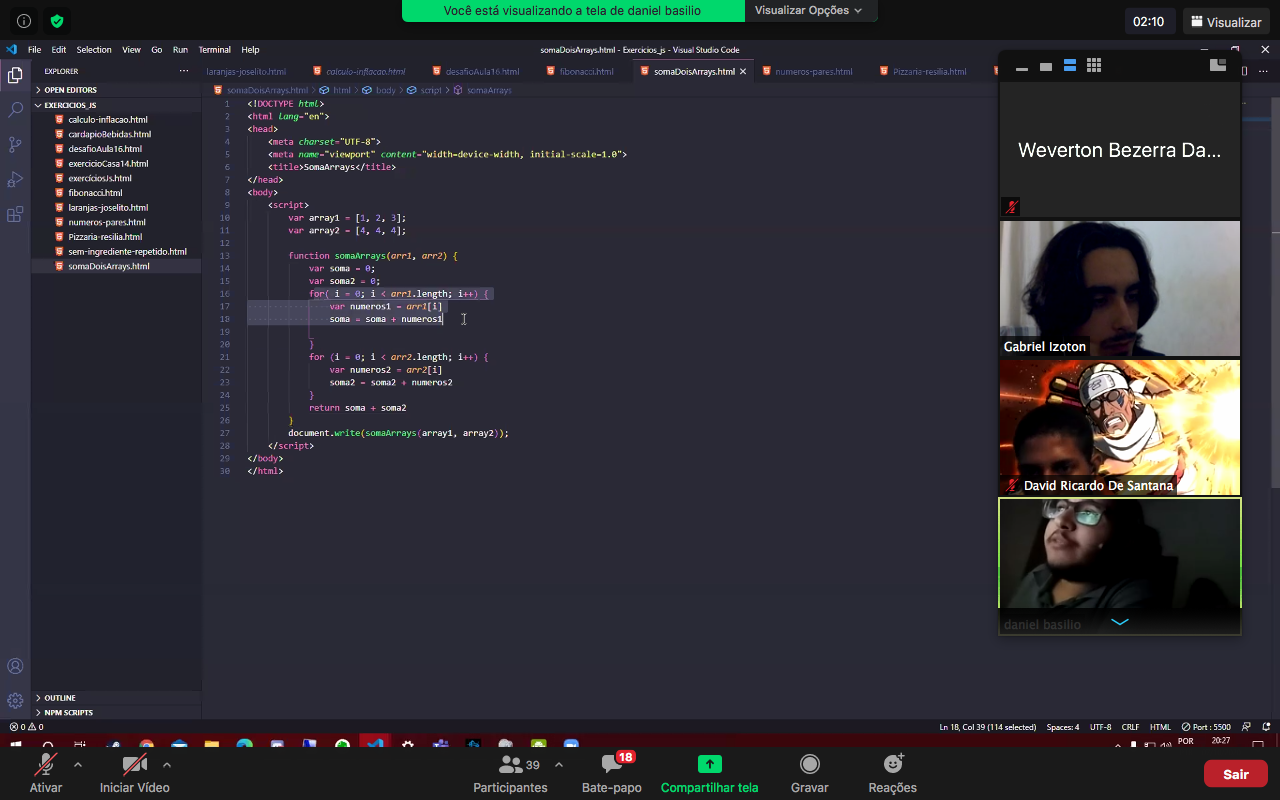 Você está visualizando a tela de daniel basilio
Visualizar Opções
02:10
Visualizar
File Edit Selection View Go Run Terminal Help
somaDoisArrays.html - Exercicios_js - Visual Studio Code
EXPLORER
laranjas-joselito.html calculo-inflacao.html desafioAula16.html fibonacci.html somaDoisArrays.html numeros-pares.html Pizzaria-resilia.html
OPEN EDITORS
somaDoisArrays.html > html > body > script > somaArrays
EXERCICIOS_JS
calculo-inflacao.html
cardapioBebidas.html
desafioAula16.html
exercicioCasa14.html
exerciciosJs.html
fibonacci.html
laranjas-joselito.html
numeros-pares.html
Pizzaria-resilia.html
sem-ingrediente-repetido.html
somaDoisArrays.html
1 <!DOCTYPE html>
2 <html lang="en">
3 <head>
4 <meta charset="UTF-8">
5 <meta name="viewport" content="width=device-width, initial-scale=1.0">
6 <title>SomaArrays</title>
7 </head>
8 <body>
9 <script>
10 var array1 = [1, 2, 3];
11 var array2 = [4, 4, 4];
12
13 function somaArrays(arr1, arr2) {
14 var soma = 0;
15 var soma2 = 0;
16 for( i = 0; i < arr1.length; i++) {
17 var numeros1 = arr1[i]
18 soma = soma + numeros1
19
20 }
21 for (i = 0; i < arr2.length; i++) {
22 var numeros2 = arr2[i]
23 soma2 = soma2 + numeros2
24 }
25 return soma + soma2
26 }
27 document.write(somaArrays(array1, array2));
28 </script>
29 </body>
30 </html>
Weverton Bezerra Da...
Gabriel Izoton
David Ricardo De Santana
daniel basilio
OUTLINE
NPM SCRIPTS
0 0
Ln 18, Col 39 (114 selected) Spaces: 4 UTF-8 CRLF HTML Port : 5500
POR 20:27
Ativar
Iniciar Vídeo
39
Participantes
18
Bate-papo
Compartilhar tela
Gravar
Reações
Sair